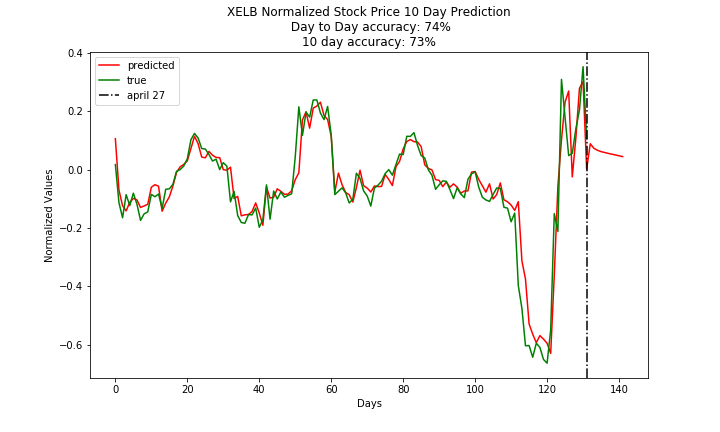 XELB Normalized Stock Price 10 Day Prediction
Day to Day accuracy: 74%
10 day accuracy: 73%
predicted
true
april 27
Normalized Values
0.4
0.2
0.0
−0.2
−0.4
−0.6
0
20
40
60
80
100
120
140
Days